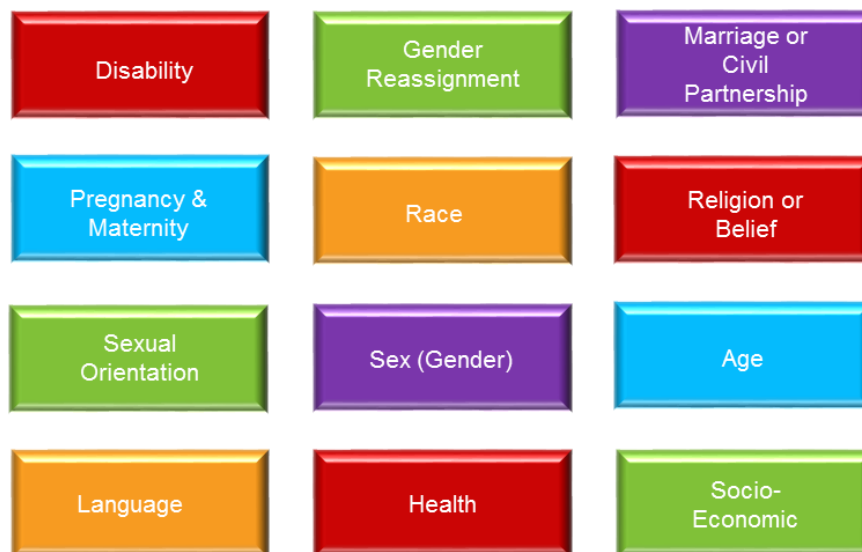 Disability
Gender
Reassignment
Marriage or
Civil
Partnership
Pregnancy &
Maternity
Race
Religion or
Belief
Sexual
Orientation
Sex (Gender)
Age
Language
Health
Socio-
Economic